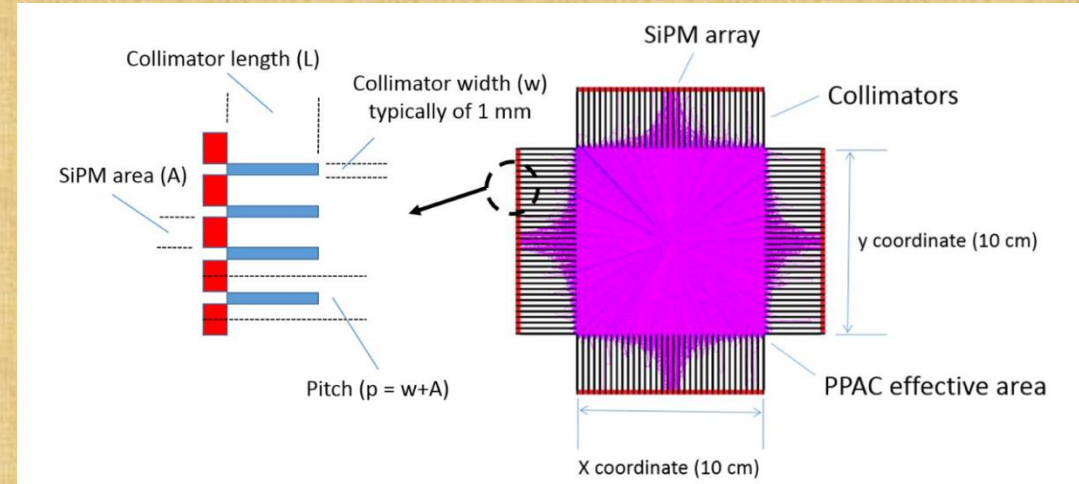 Collimator length (L)
Collimator width (w)
typically of 1 mm
SiPM area (A)
Pitch (p = w+A)
SiPM array
Collimators
y coordinate (10 cm)
PPAC effective area
X coordinate (10 cm)